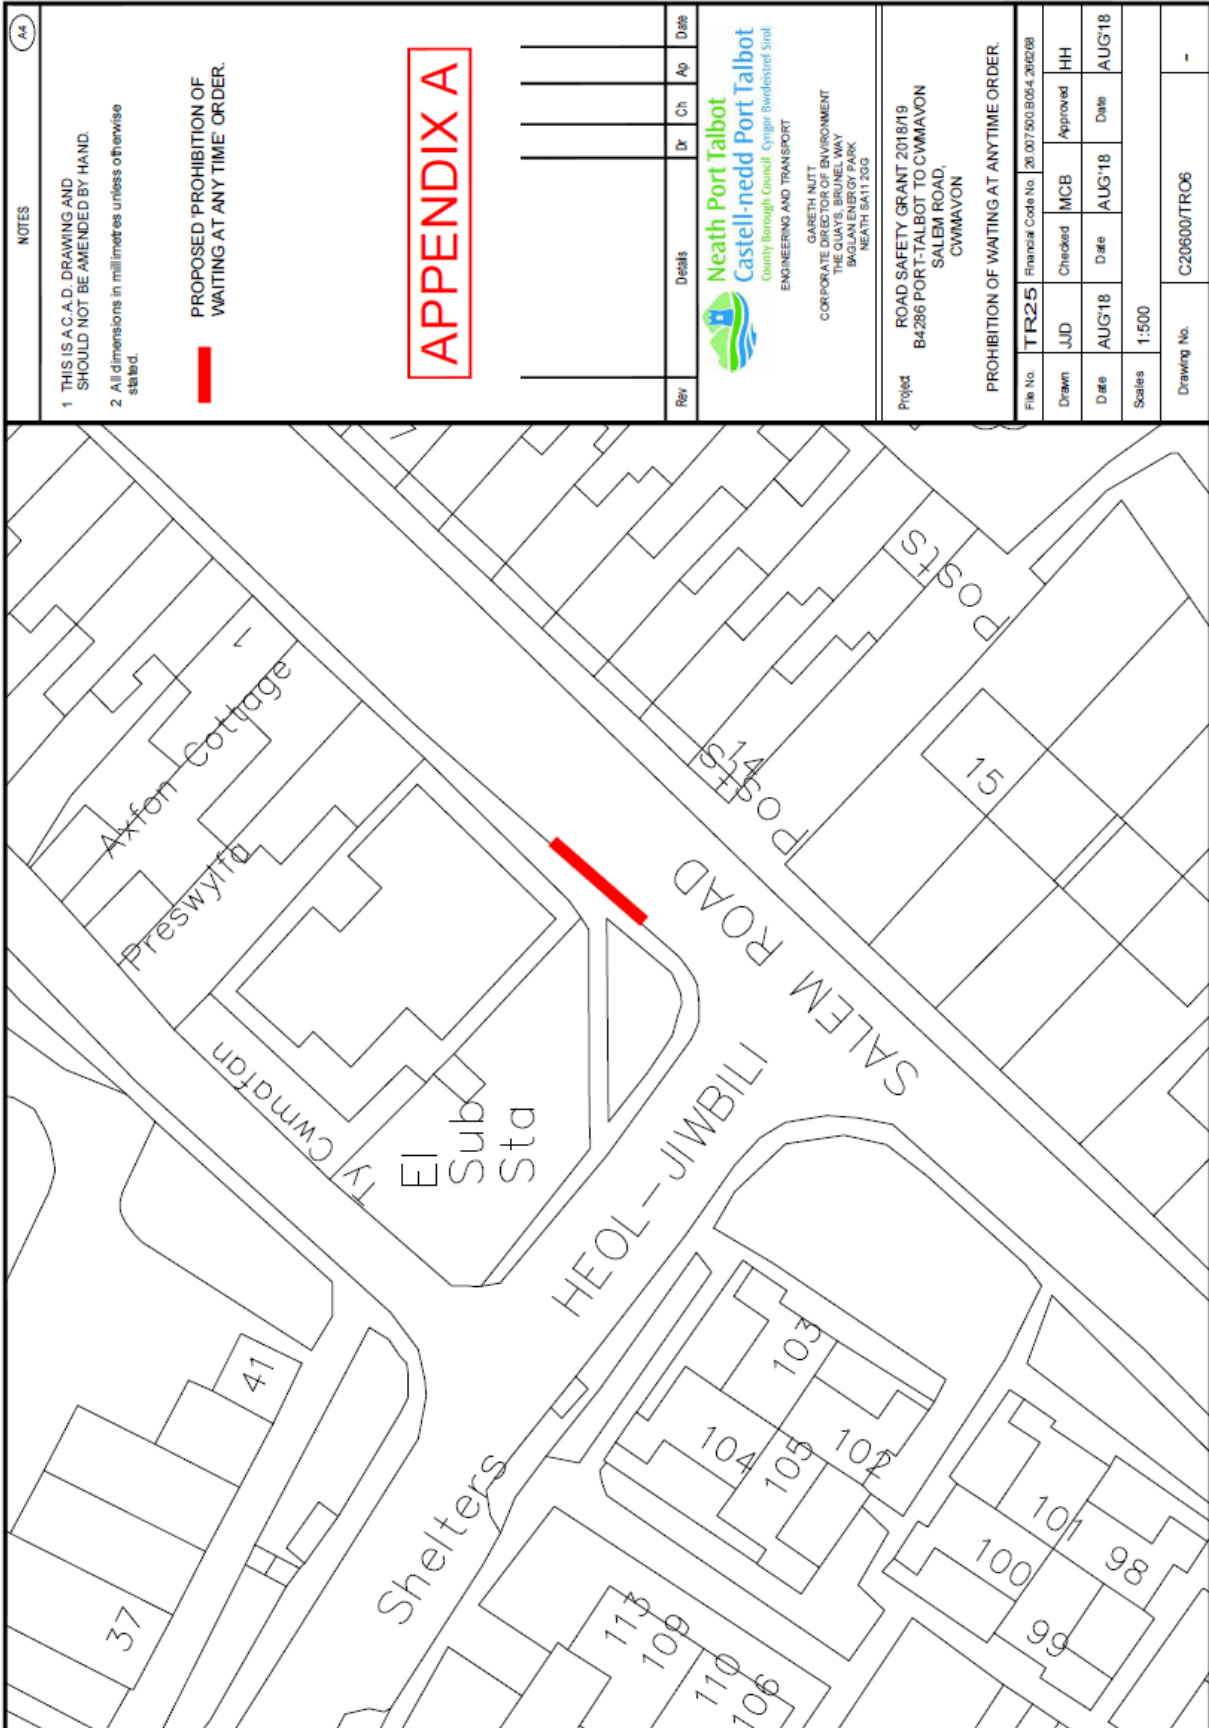 NOTES
A4
1 THIS IS A C.A.D. DRAWING AND
SHOULD NOT BE AMENDED BY HAND.
2 All dimensions in millimetres unless otherwise
stated.
PROPOSED 'PROHIBITION OF
WAITING AT ANY TIME' ORDER.
APPENDIX A
Rev Details Dr Ch Ap Date
Neath Port Talbot
Castell-nedd Port Talbot
County Borough Council Cyngor Bwrdeistref Sirol
ENGINEERING AND TRANSPORT
GARETH NUTT
CORPORATE DIRECTOR OF ENVIRONMENT
THE QUAYS, BRUNEL WAY
BAGLAN ENERGY PARK
NEATH SA11 2GG
Project
ROAD SAFETY GRANT 2018/19
B4286 PORT-TALBOT TO CWMAVON
SALEM ROAD,
CWMAVON
PROHIBITION OF WAITING AT ANYTIME ORDER.
File No. TR25 Financial Code No. 26.007500.B054.266268
Drawn JJD Checked MCB Approved HH
Date AUG'18 Date AUG'18 Date AUG'18
Scales 1:500
Drawing No. C20600/TRO6 -
Axfon Cottage
1
Preswylfa
Ty Cwmafan
El
Sub
Sta
HEOL-JIWBILI
SALEM ROAD
Posts
14
Posts
15
Shelters
37
41
103
104
105
102
101
100
98
99
113
109
110
106